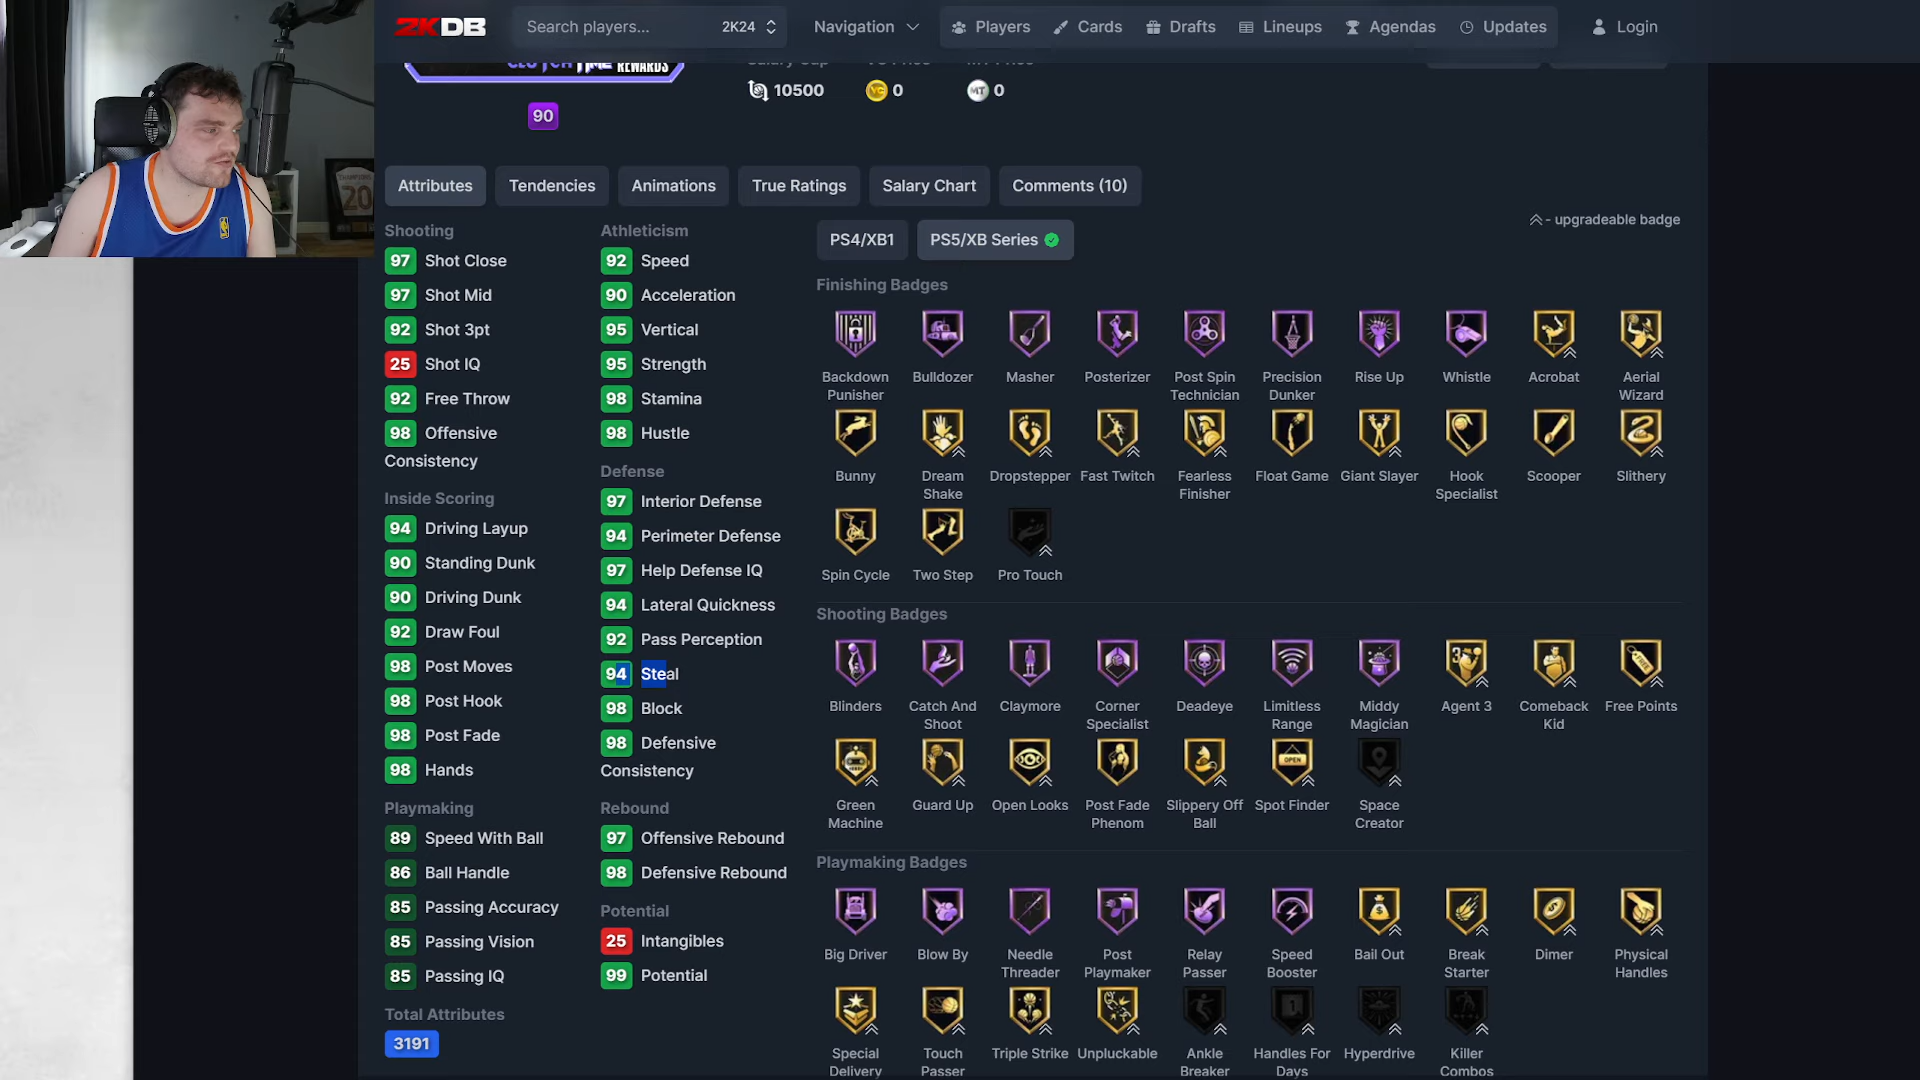 2KDB
Search players...
2K24
Navigation
Players
Cards
Drafts
Lineups
Agendas
Updates
Login
CLUTCH TIME REWARDS
10500
0
0
90
Attributes
Tendencies
Animations
True Ratings
Salary Chart
Comments (10)
- upgradeable badge
Shooting
97 Shot Close
97 Shot Mid
92 Shot 3pt
25 Shot IQ
92 Free Throw
98 Offensive
Consistency
Inside Scoring
94 Driving Layup
90 Standing Dunk
90 Driving Dunk
92 Draw Foul
98 Post Moves
98 Post Hook
98 Post Fade
98 Hands
Playmaking
89 Speed With Ball
86 Ball Handle
85 Passing Accuracy
85 Passing Vision
85 Passing IQ
Total Attributes
3191
Athleticism
92 Speed
90 Acceleration
95 Vertical
95 Strength
98 Stamina
98 Hustle
Defense
97 Interior Defense
94 Perimeter Defense
97 Help Defense IQ
94 Lateral Quickness
92 Pass Perception
94 Steal
98 Block
98 Defensive
Consistency
Rebound
97 Offensive Rebound
98 Defensive Rebound
Potential
25 Intangibles
99 Potential
PS4/XB1
PS5/XB Series
Finishing Badges
Backdown
Punisher
Bulldozer
Masher
Posterizer
Post Spin
Technician
Precision
Dunker
Rise Up
Whistle
Acrobat
Aerial
Wizard
Bunny
Dream
Shake
Dropstepper
Fast Twitch
Fearless
Finisher
Float Game
Giant Slayer
Hook
Specialist
Scooper
Slithery
Spin Cycle
Two Step
Pro Touch
Shooting Badges
Blinders
Catch And
Shoot
Claymore
Corner
Specialist
Deadeye
Limitless
Range
Middy
Magician
Agent 3
Comeback
Kid
Free Points
Green
Machine
Guard Up
Open Looks
Post Fade
Phenom
Slippery Off
Ball
Spot Finder
Space
Creator
Playmaking Badges
Big Driver
Blow By
Needle
Threader
Post
Playmaker
Relay
Passer
Speed
Booster
Bail Out
Break
Starter
Dimer
Physical
Handles
Special
Delivery
Touch
Passer
Triple Strike
Unpluckable
Ankle
Breaker
Handles For
Days
Hyperdrive
Killer
Combos